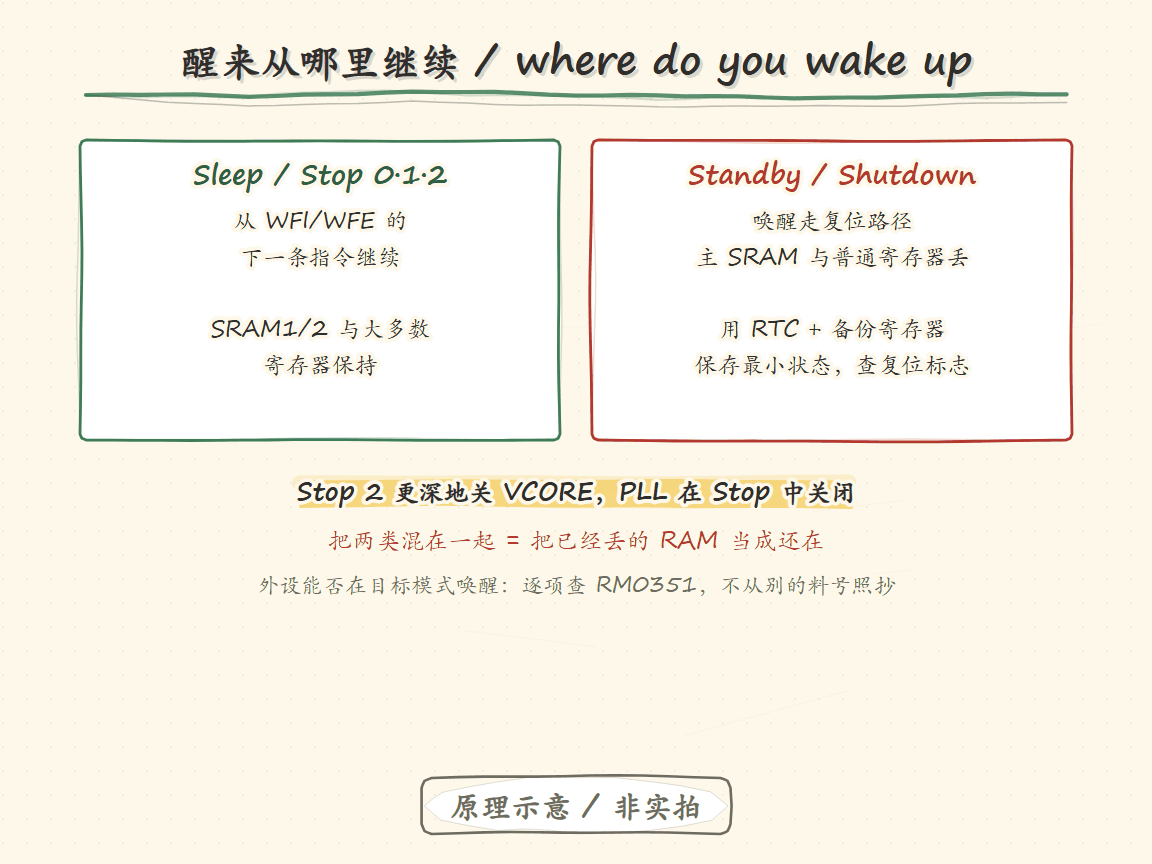 醒来从哪里继续 / where do you wake up
Sleep / Stop 0·1·2
从 WFI/WFE 的
下一条指令继续
SRAM1/2 与大多数
寄存器保持
Standby / Shutdown
唤醒走复位路径
主 SRAM 与普通寄存器丢
用 RTC + 备份寄存器
保存最小状态，查复位标志
Stop 2 更深地关 VCORE，PLL 在 Stop 中关闭
把两类混在一起 = 把已经丢的 RAM 当成还在
外设能否在目标模式唤醒：逐项查 RM0351，不从别的料号照抄
原理示意 / 非实拍